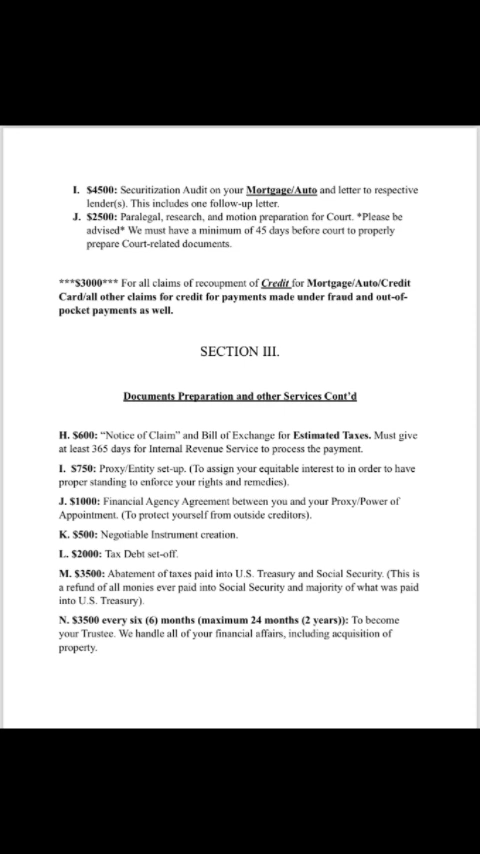 I. $4500: Securitization Audit on your Mortgage/Auto and letter to respective
lender(s). This includes one follow-up letter.
J. $2500: Paralegal, research, and motion preparation for Court. *Please be
advised* We must have a minimum of 45 days before court to properly
prepare Court-related documents.
***$3000*** For all claims of recoupment of Credit for Mortgage/Auto/Credit
Card/all other claims for credit for payments made under fraud and out-of-
pocket payments as well.
SECTION III.
Documents Preparation and other Services Cont'd
H. $600: “Notice of Claim” and Bill of Exchange for Estimated Taxes. Must give
at least 365 days for Internal Revenue Service to process the payment.
I. $750: Proxy/Entity set-up. (To assign your equitable interest to in order to have
proper standing to enforce your rights and remedies).
J. $1000: Financial Agency Agreement between you and your Proxy/Power of
Appointment. (To protect yourself from outside creditors).
K. $500: Negotiable Instrument creation.
L. $2000: Tax Debt set-off.
M. $3500: Abatement of taxes paid into U.S. Treasury and Social Security. (This is
a refund of all monies ever paid into Social Security and majority of what was paid
into U.S. Treasury).
N. $3500 every six (6) months (maximum 24 months (2 years)): To become
your Trustee. We handle all of your financial affairs, including acquisition of
property.